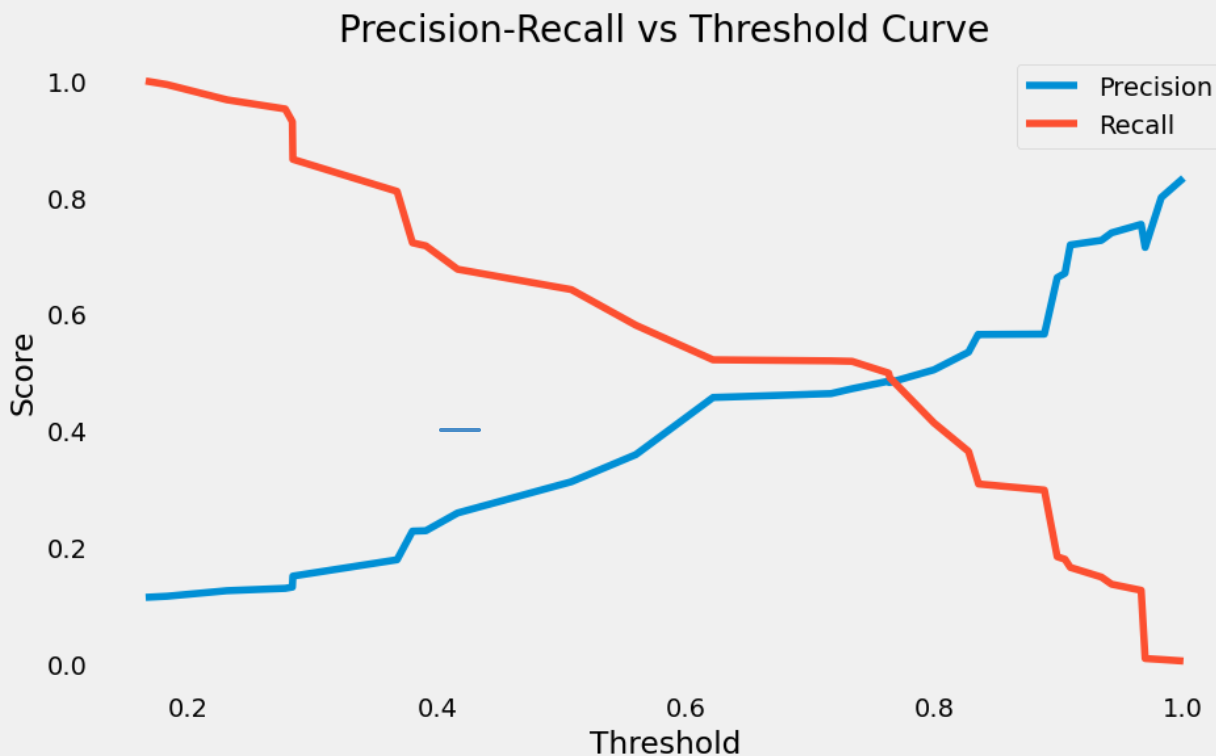 Precision-Recall vs Threshold Curve
Precision
Recall
1.0
0.8
0.6
0.4
0.2
0.0
Score
0.2 0.4 0.6 0.8 1.0
Threshold